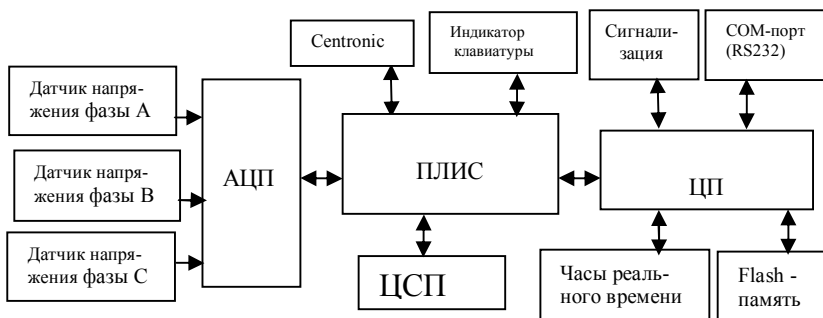 Centronic
Индикатор
клавиатуры
Сигнали-
зация
COM-порт
(RS232)
Датчик напря-
жения фазы А
Датчик напря-
жения фазы В
Датчик напря-
жения фазы С
АЦП
ПЛИС
ЦП
ЦСП
Часы реаль-
ного времени
Flash -
память